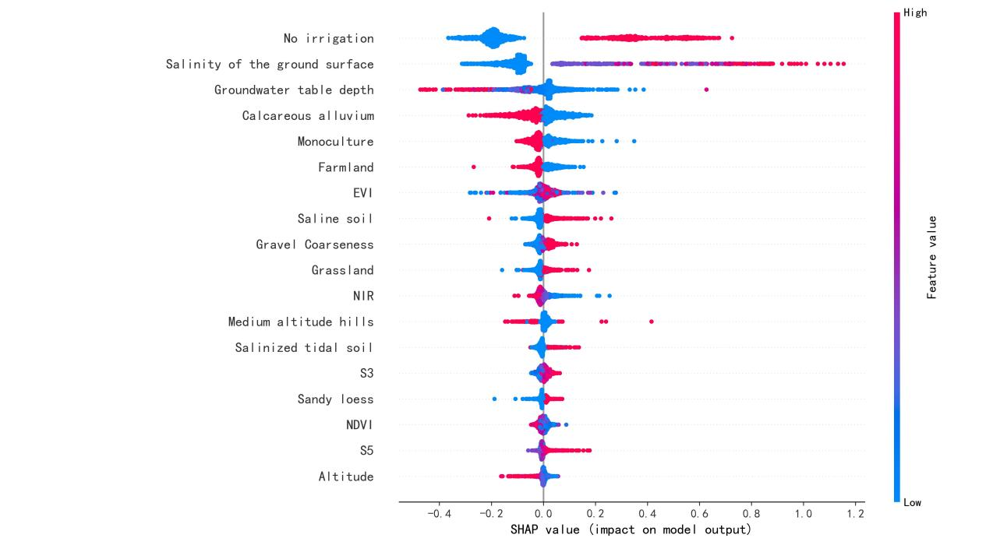 High
No irrigation
Salinity of the ground surface
Groundwater table depth
Calcareous alluvium
Monoculture
Farmland
EVI
Saline soil
Gravel Coarseness
Grassland
NIR
Medium altitude hills
Salinized tidal soil
S3
Sandy loess
NDVI
S5
Altitude
Feature value
Low
−0.4 −0.2 0.0 0.2 0.4 0.6 0.8 1.0 1.2
SHAP value (impact on model output)